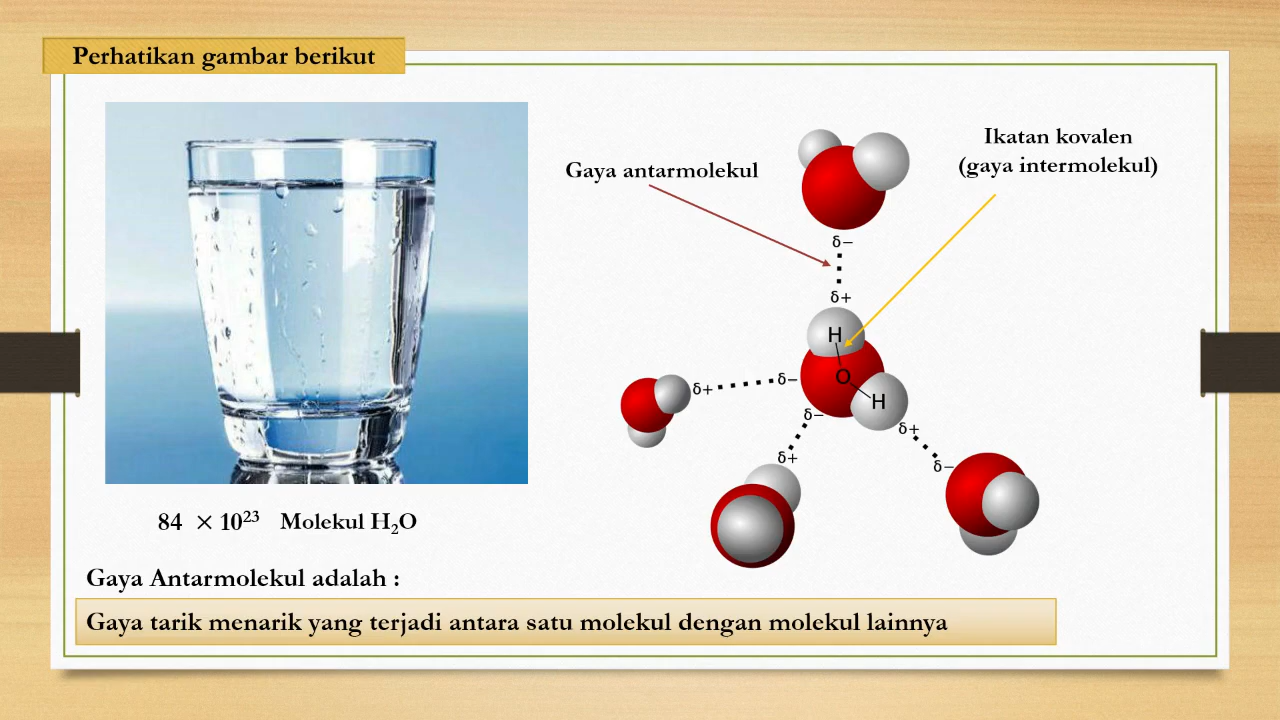 Perhatikan gambar berikut
Gaya antarmolekul
Ikatan kovalen
(gaya intermolekul)
δ−
δ+
H
O
H
δ+
δ−
δ−
δ+
δ+
δ−
84 × 10²³ Molekul H₂O
Gaya Antarmolekul adalah :
Gaya tarik menarik yang terjadi antara satu molekul dengan molekul lainnya